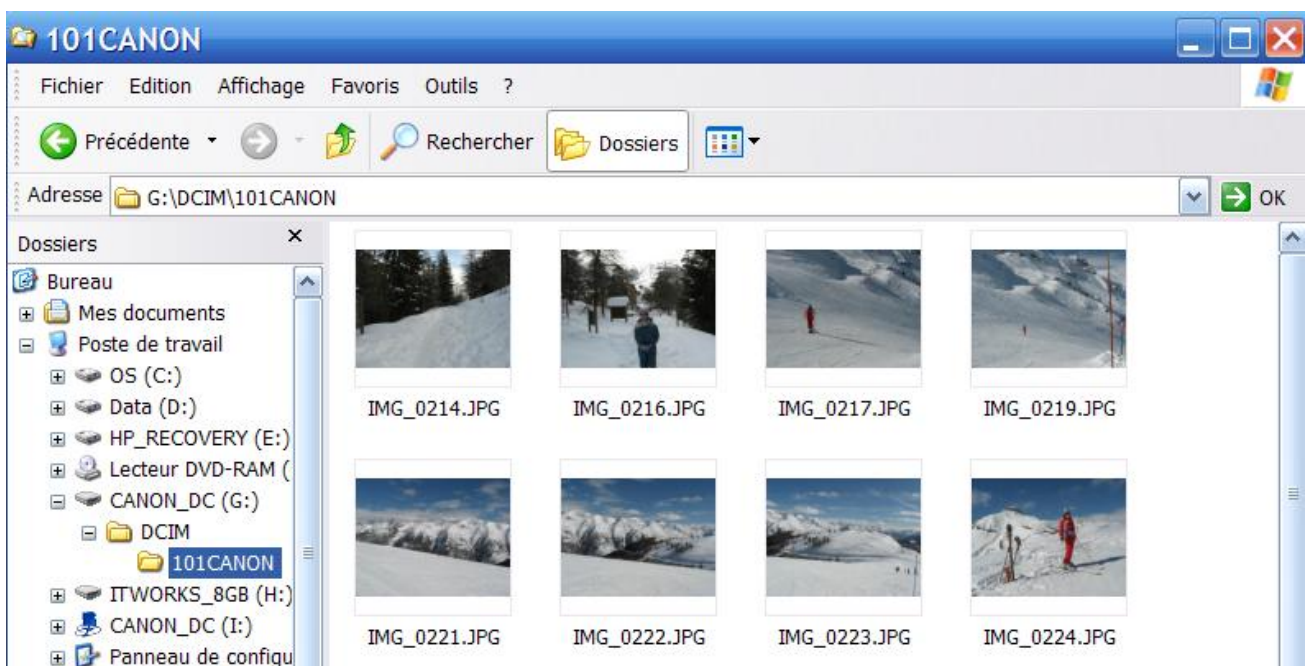 101CANON
Fichier Edition Affichage Favoris Outils ?
Précédente Rechercher Dossiers
Adresse G:\DCIM\101CANON OK
Dossiers
Bureau
Mes documents
Poste de travail
OS (C:)
Data (D:)
HP_RECOVERY (E:)
Lecteur DVD-RAM (
CANON_DC (G:)
DCIM
101CANON
ITWORKS_8GB (H:)
CANON_DC (I:)
Panneau de configu
IMG_0214.JPG IMG_0216.JPG IMG_0217.JPG IMG_0219.JPG
IMG_0221.JPG IMG_0222.JPG IMG_0223.JPG IMG_0224.JPG